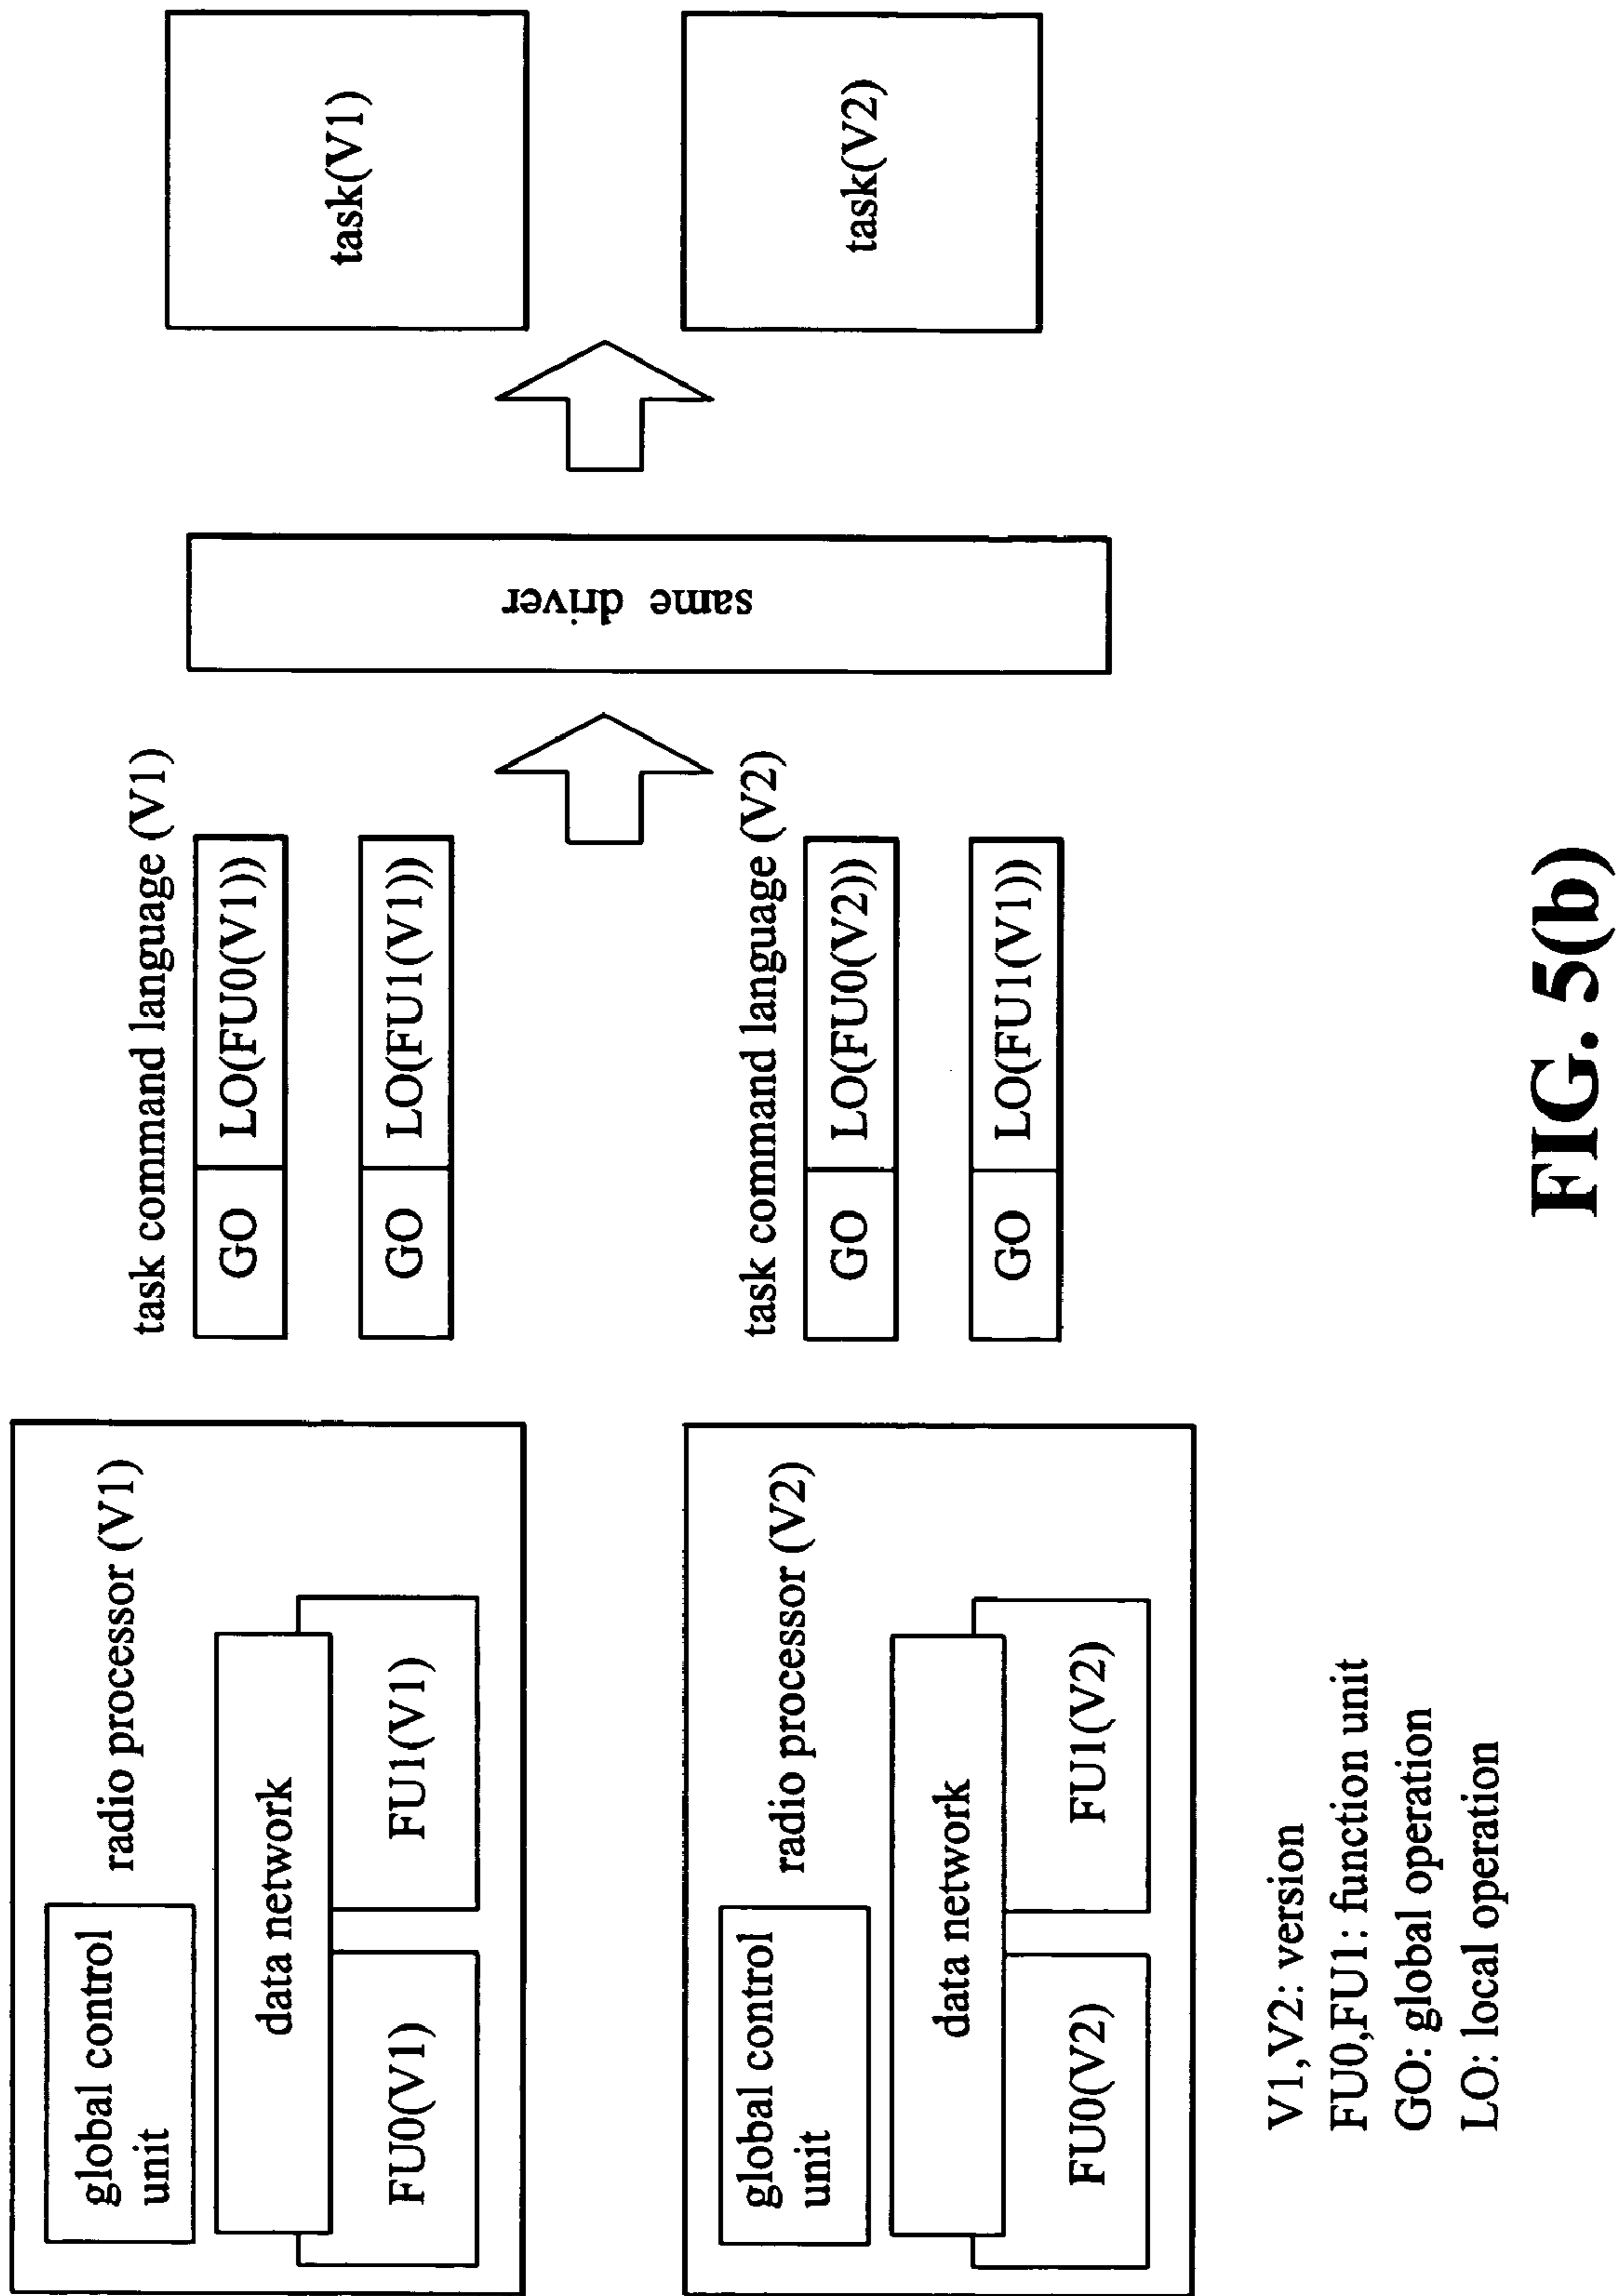 radio processor (V1)
global control
unit
data network
FU0(V1)
FU1(V1)
task command language (V1)
GO LO(FU0(V1))
GO LO(FU1(V1))
radio processor (V2)
global control
unit
data network
FU0(V2)
FU1(V2)
task command language (V2)
GO LO(FU0(V2)))
GO LO(FU1(V1))
same driver
task(V1)
task(V2)
V1,V2: version
FU0,FU1: function unit
GO: global operation
LO: local operation
FIG. 5(b)